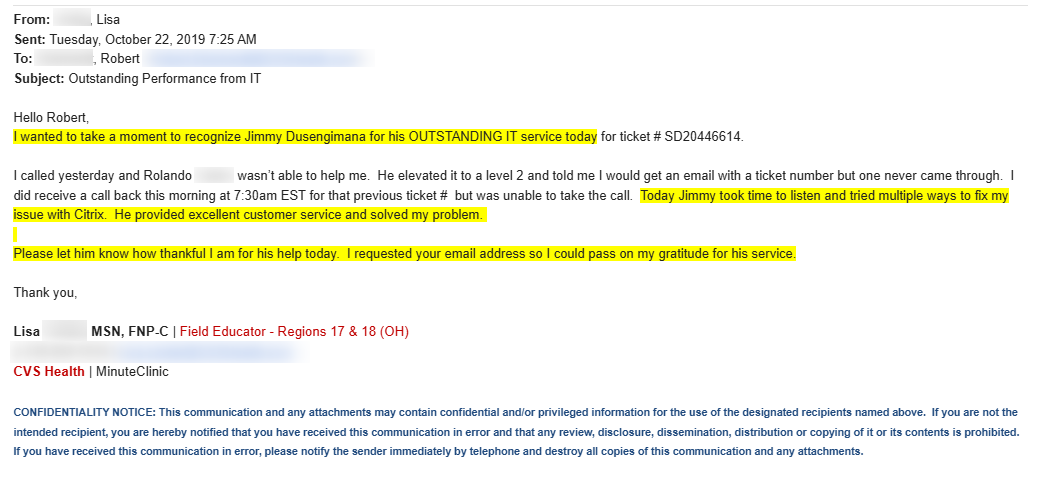 From: , Lisa
Sent: Tuesday, October 22, 2019 7:25 AM
To: , Robert
Subject: Outstanding Performance from IT
Hello Robert,
I wanted to take a moment to recognize Jimmy Dusengimana for his OUTSTANDING IT service today for ticket # SD20446614.
I called yesterday and Rolando wasn't able to help me. He elevated it to a level 2 and told me I would get an email with a ticket number but one never came through. I
did receive a call back this morning at 7:30am EST for that previous ticket # but was unable to take the call. Today Jimmy took time to listen and tried multiple ways to fix my
issue with Citrix. He provided excellent customer service and solved my problem.
Please let him know how thankful I am for his help today. I requested your email address so I could pass on my gratitude for his service.
Thank you,
Lisa MSN, FNP-C | Field Educator - Regions 17 & 18 (OH)
CVS Health | MinuteClinic
CONFIDENTIALITY NOTICE: This communication and any attachments may contain confidential and/or privileged information for the use of the designated recipients named above. If you are not the
intended recipient, you are hereby notified that you have received this communication in error and that any review, disclosure, dissemination, distribution or copying of it or its contents is prohibited.
If you have received this communication in error, please notify the sender immediately by telephone and destroy all copies of this communication and any attachments.